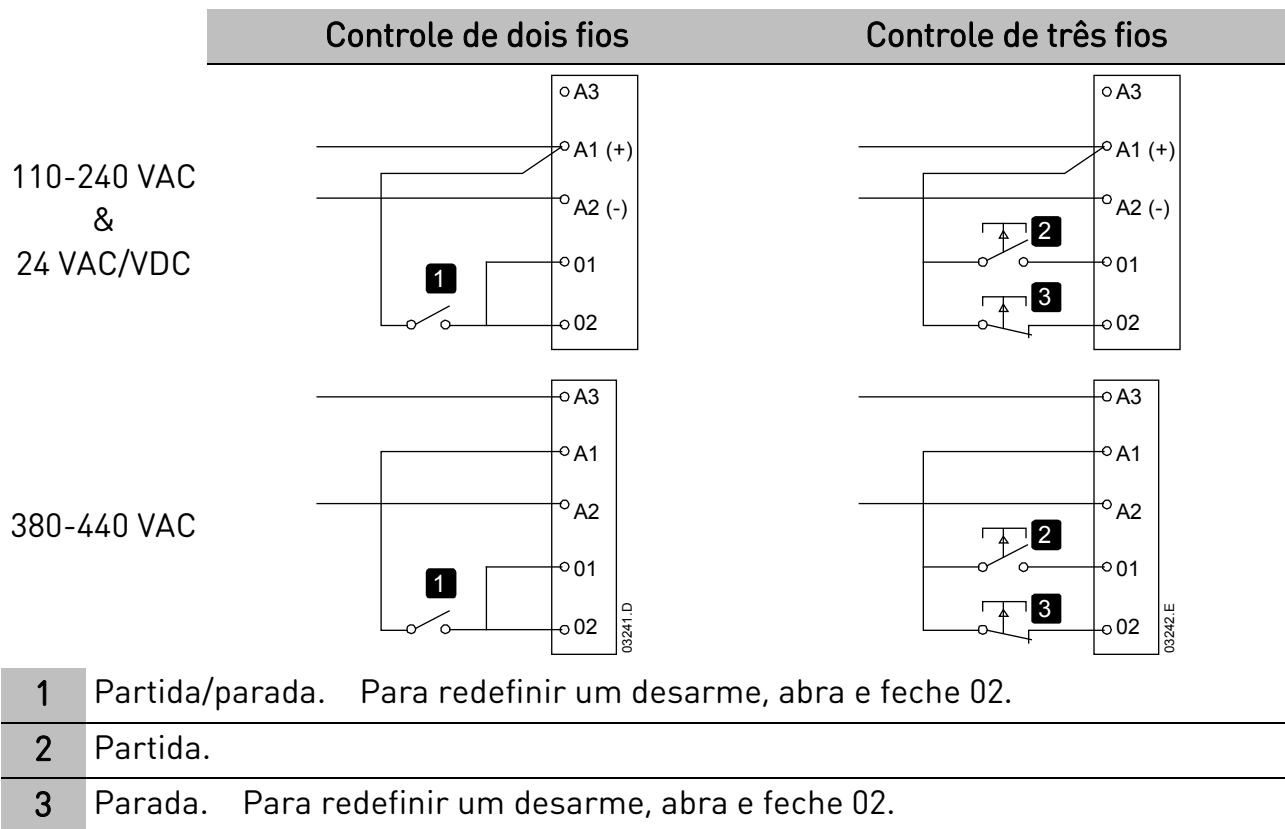 Controle de dois fios Controle de três fios
110-240 VAC
&
24 VAC/VDC
A3
A1 (+)
A2 (-)
01
02
1
A3
A1 (+)
A2 (-)
01
02
2
3
380-440 VAC
A3
A1
A2
01
02
1
03241.D
A3
A1
A2
01
02
2
3
03242.E
1 Partida/parada. Para redefinir um desarme, abra e feche 02.
2 Partida.
3 Parada. Para redefinir um desarme, abra e feche 02.